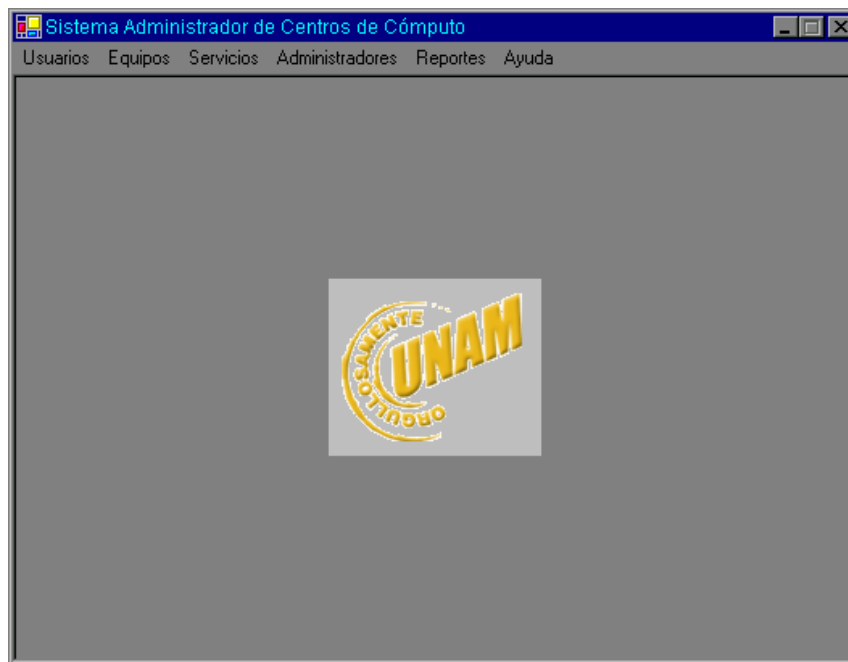 Sistema Administrador de Centros de Cómputo
Usuarios Equipos Servicios Administradores Reportes Ayuda
ORGULLOSAMENTE
UNAM